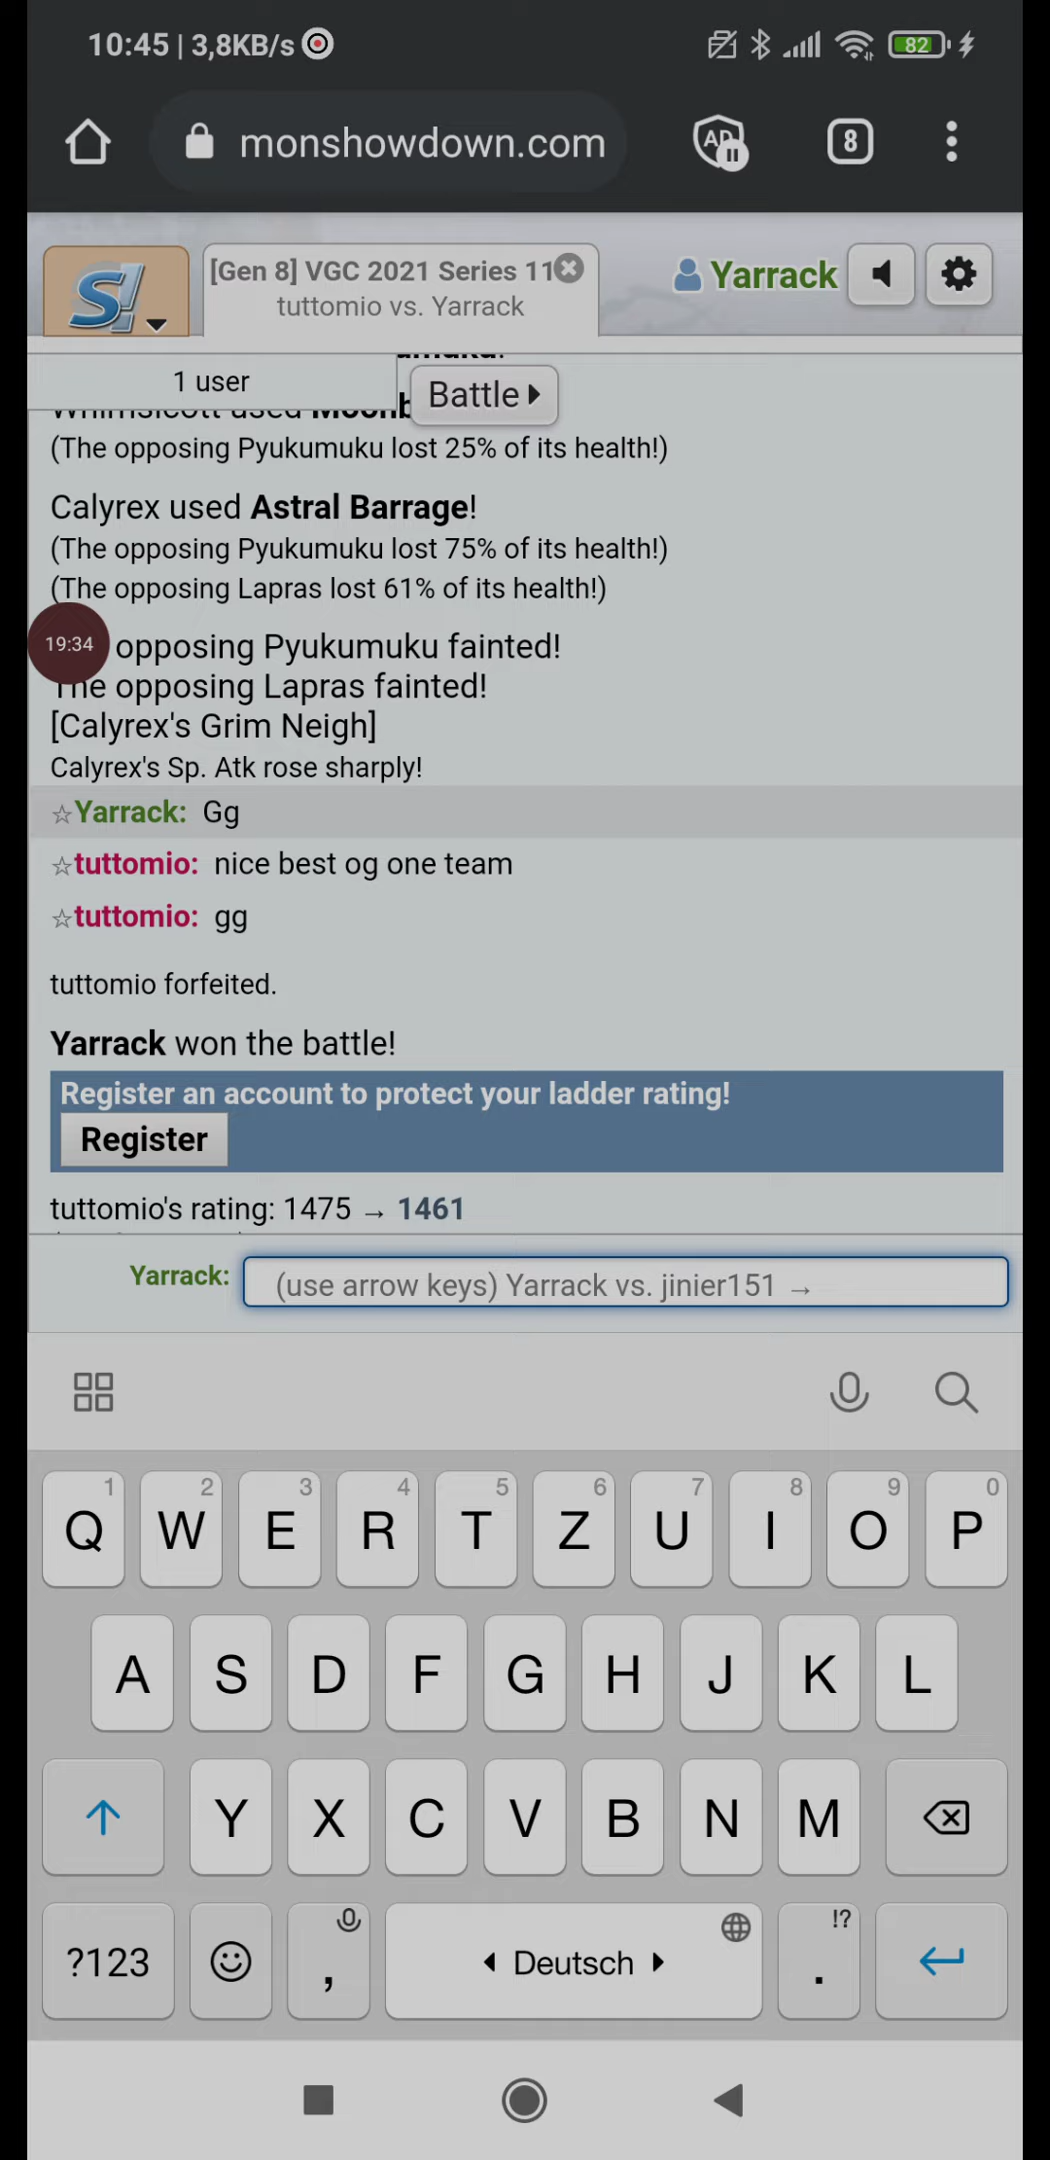 10:45 | 3,8KB/s
82
monshowdown.com
AD
8
S!
[Gen 8] VGC 2021 Series 11
tuttomio vs. Yarrack
Yarrack
1 user
Battle
Whimsicott used
(The opposing Pyukumuku lost 25% of its health!)
Calyrex used Astral Barrage!
(The opposing Pyukumuku lost 75% of its health!)
(The opposing Lapras lost 61% of its health!)
19:34
opposing Pyukumuku fainted!
The opposing Lapras fainted!
[Calyrex's Grim Neigh]
Calyrex's Sp. Atk rose sharply!
☆Yarrack: Gg
☆tuttomio: nice best og one team
☆tuttomio: gg
tuttomio forfeited.
Yarrack won the battle!
Register an account to protect your ladder rating!
Register
tuttomio's rating: 1475 → 1461
Yarrack: (use arrow keys) Yarrack vs. jinier151 →
1 2 3 4 5 6 7 8 9 0
Q W E R T Z U I O P
A S D F G H J K L
Y X C V B N M
!?
?123 , Deutsch .